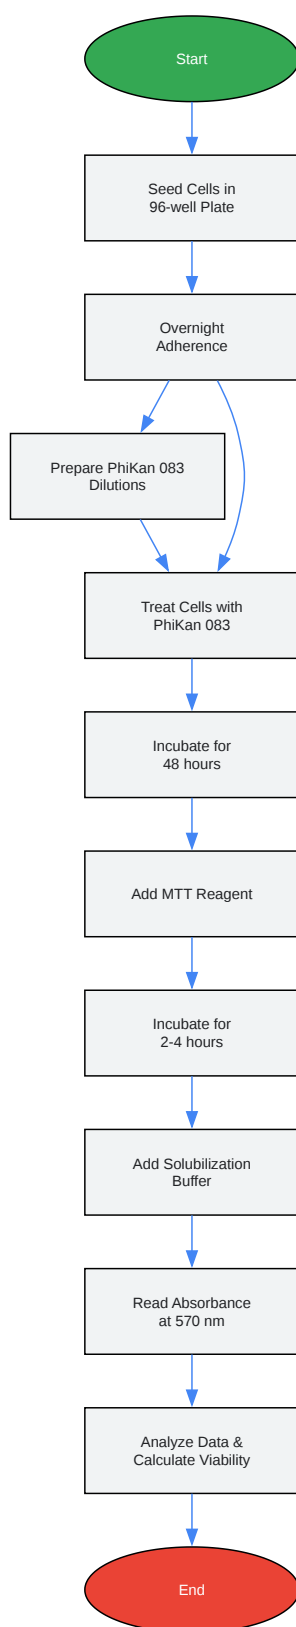 Start
Seed Cells in
96-well Plate
Overnight
Adherence
Prepare PhiKan 083
Dilutions
Treat Cells with
PhiKan 083
Incubate for
48 hours
Add MTT Reagent
Incubate for
2-4 hours
Add Solubilization
Buffer
Read Absorbance
at 570 nm
Analyze Data &
Calculate Viability
End